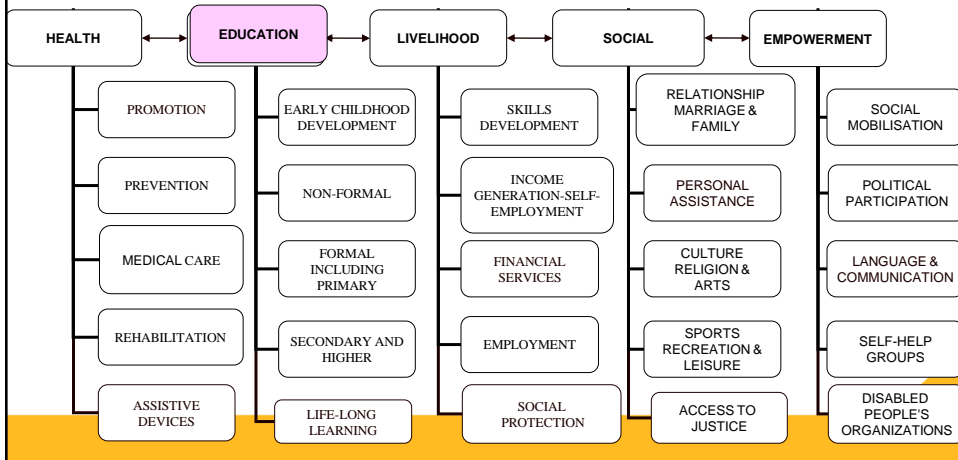 HEALTH
EDUCATION
LIVELIHOOD
SOCIAL
EMPOWERMENT
PROMOTION
PREVENTION
MEDICAL CARE
REHABILITATION
ASSISTIVE
DEVICES
EARLY CHILDHOOD
DEVELOPMENT
NON-FORMAL
FORMAL
INCLUDING
PRIMARY
SECONDARY AND
HIGHER
LIFE-LONG
LEARNING
SKILLS
DEVELOPMENT
INCOME
GENERATION-SELF-
EMPLOYMENT
FINANCIAL
SERVICES
EMPLOYMENT
SOCIAL
PROTECTION
RELATIONSHIP
MARRIAGE &
FAMILY
PERSONAL
ASSISTANCE
CULTURE
RELIGION &
ARTS
SPORTS
RECREATION &
LEISURE
ACCESS TO
JUSTICE
SOCIAL
MOBILISATION
POLITICAL
PARTICIPATION
LANGUAGE &
COMMUNICATION
SELF-HELP
GROUPS
DISABLED
PEOPLE'S
ORGANIZATIONS